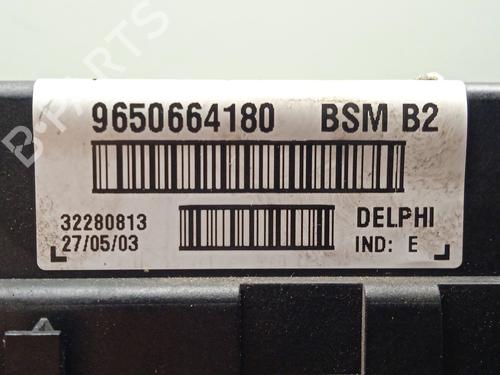 9650664180 BSM B2
32280813 DELPHI
27/05/03 IND: E
B-PARTS